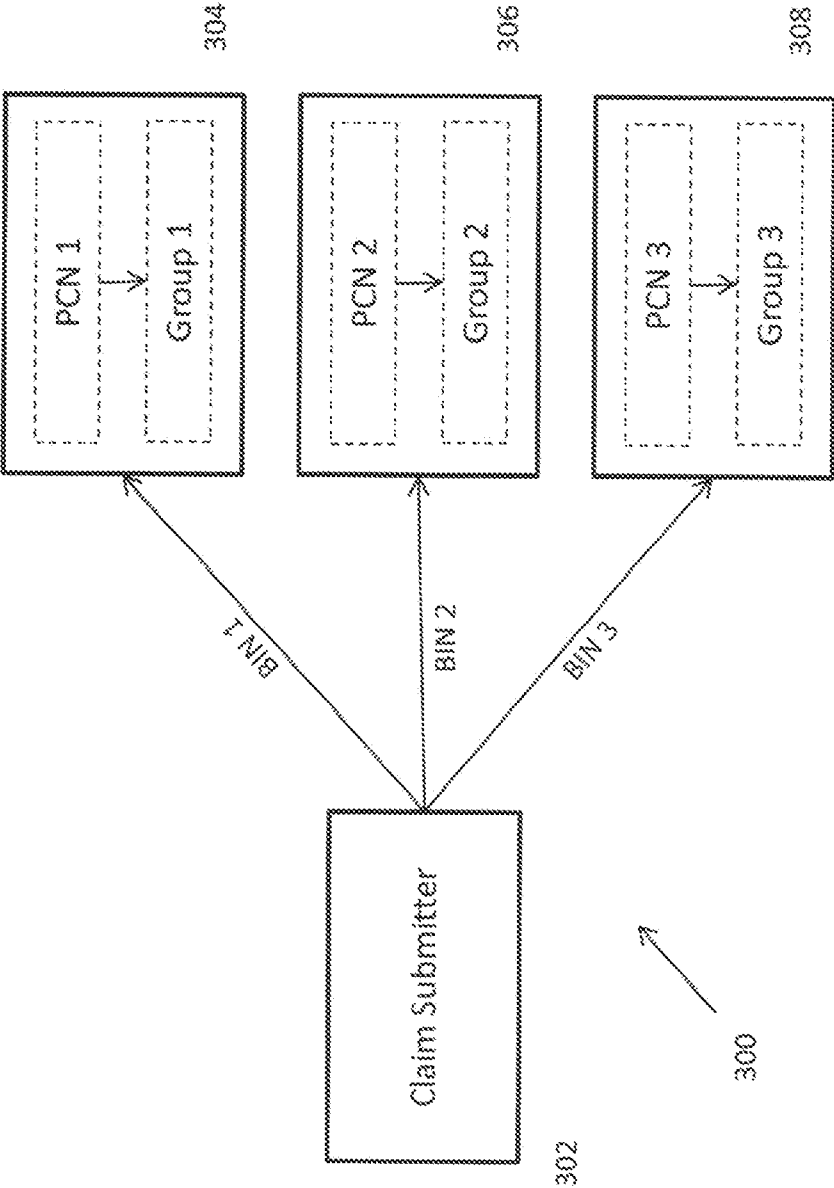 304
PCN 1
Group 1
306
PCN 2
Group 2
308
PCN 3
Group 3
BIN 1
BIN 2
BIN 3
Claim Submitter
302
300